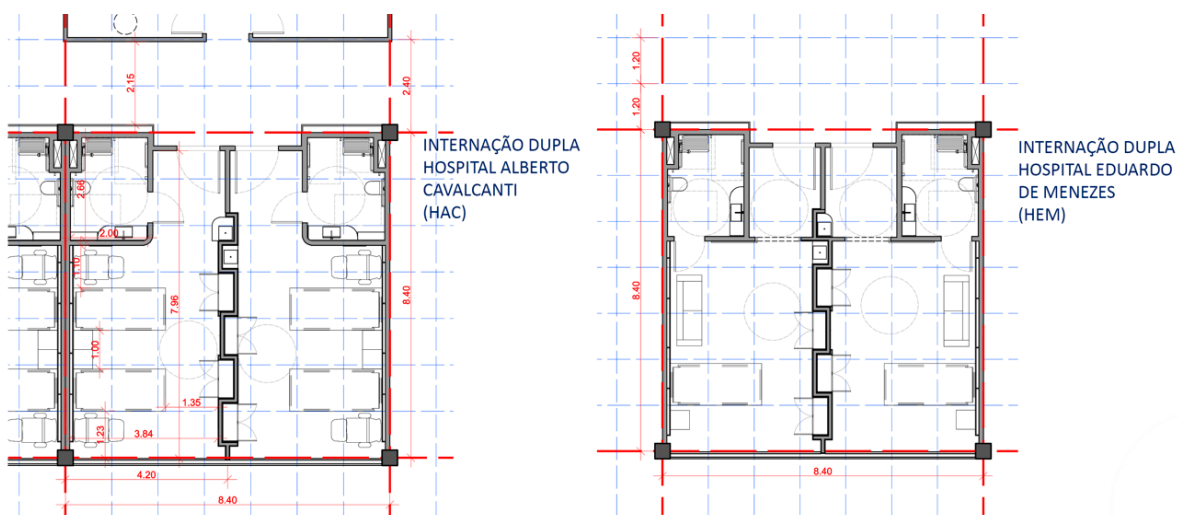 2.15
2.40
INTERNAÇÃO DUPLA
HOSPITAL ALBERTO
CAVALCANTI
(HAC)
2.66
2.00
1.10
7.96
8.40
1.00
1.35
1.23
3.84
4.20
8.40
1.20
1.20
INTERNAÇÃO DUPLA
HOSPITAL EDUARDO
DE MENEZES
(HEM)
8.40
8.40